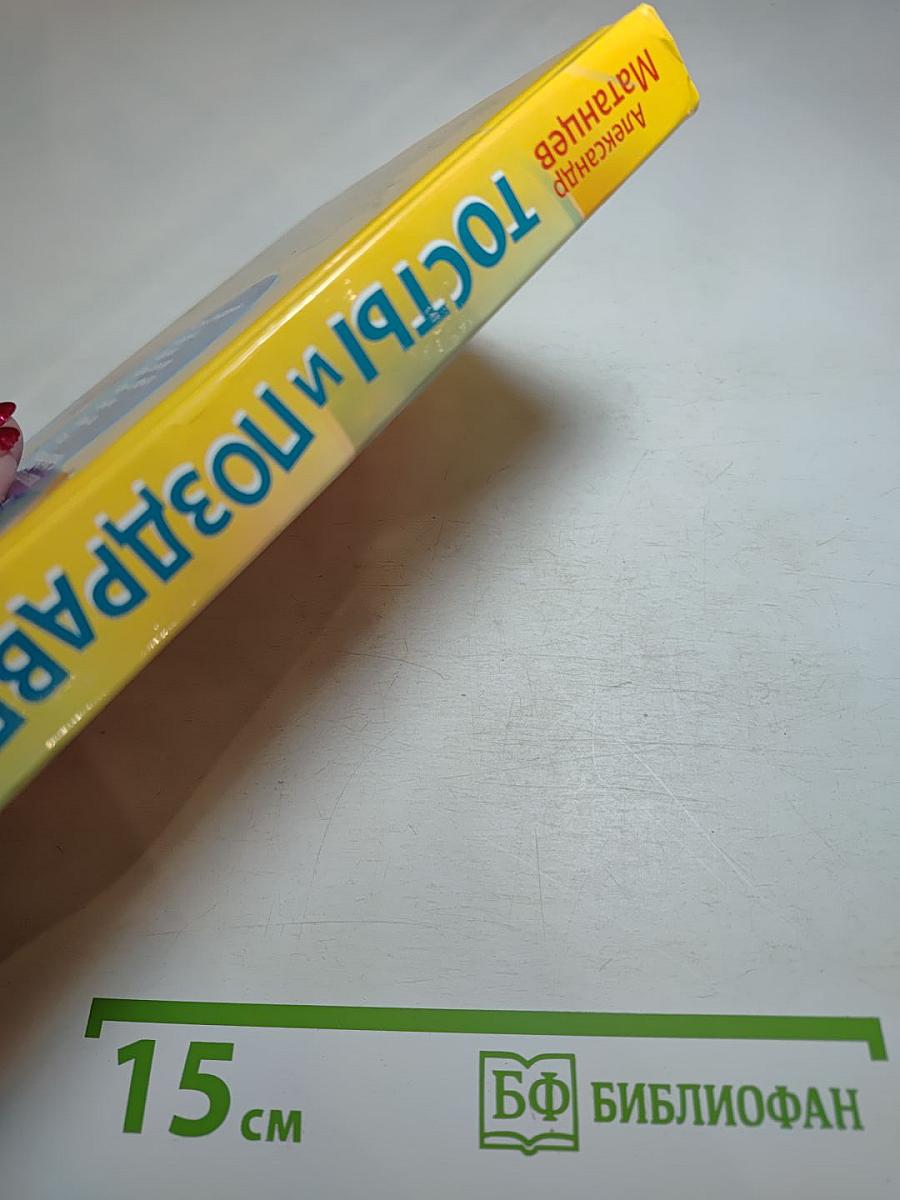 Александр
Матанцев
ТОСТЫ и ПОЗДРАВ
15 см
БФ БИБЛИОФАН